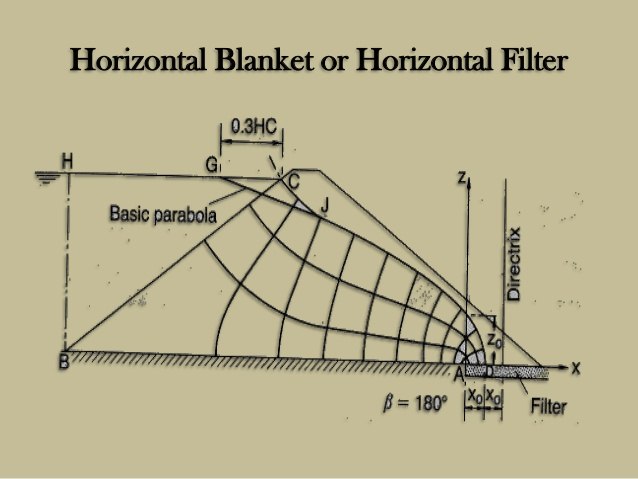 Horizontal Blanket or Horizontal Filter
0.3HC
H
G
C
Z
J
Basic parabola
Directrix
z₀
B
A
D
X
β = 180°
x₀ x₀
Filter